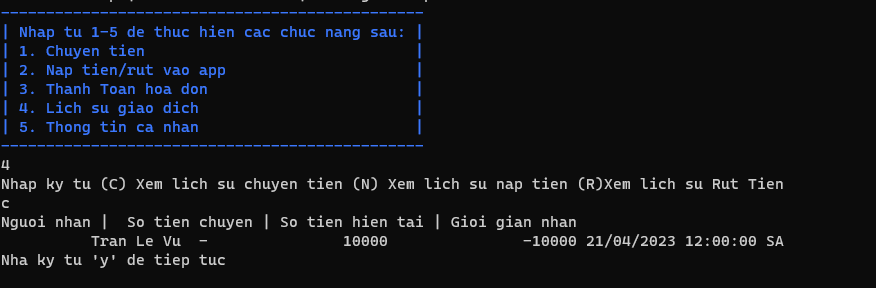 | Nhap tu 1-5 de thuc hien cac chuc nang sau: |
| 1. Chuyen tien |
| 2. Nap tien/rut vao app |
| 3. Thanh Toan hoa don |
| 4. Lich su giao dich |
| 5. Thong tin ca nhan |
4
Nhap ky tu (C) Xem lich su chuyen tien (N) Xem lich su nap tien (R)Xem lich su Rut Tien
c
Nguoi nhan |  So tien chuyen | So tien hien tai | Gioi gian nhan
Tran Le Vu  -               10000               -10000 21/04/2023 12:00:00 SA
Nha ky tu 'y' de tiep tuc